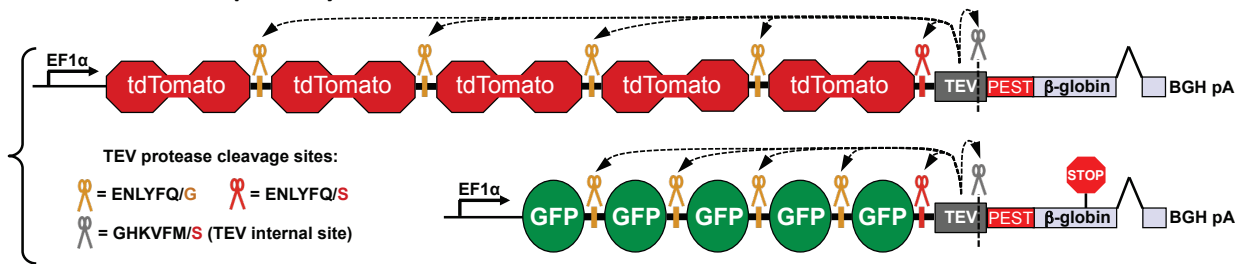 EF1α
tdTomato tdTomato tdTomato tdTomato tdTomato TEV PEST β-globin BGH pA
TEV protease cleavage sites:
= ENLYFQ/G = ENLYFQ/S
= GHKVFM/S (TEV internal site)
EF1α
STOP
GFP GFP GFP GFP GFP TEV PEST β-globin BGH pA